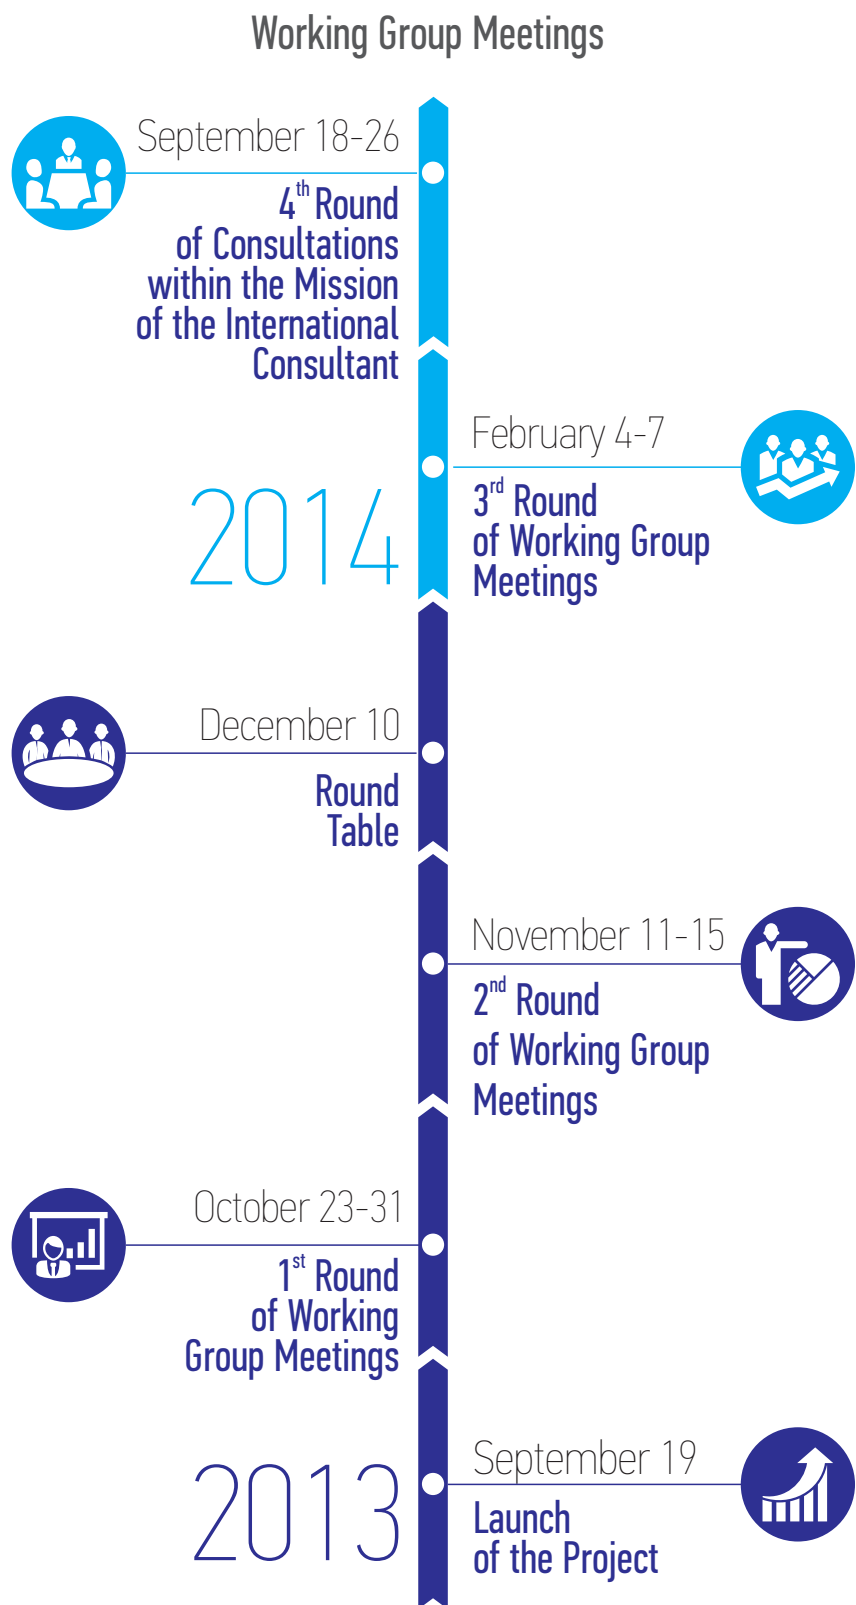 Working Group Meetings
September 18-26
4th Round
of Consultations
within the Mission
of the International
Consultant
February 4-7
3rd Round
of Working Group
Meetings
2014
December 10
Round
Table
November 11-15
2nd Round
of Working Group
Meetings
October 23-31
1st Round
of Working
Group Meetings
September 19
Launch
of the Project
2013